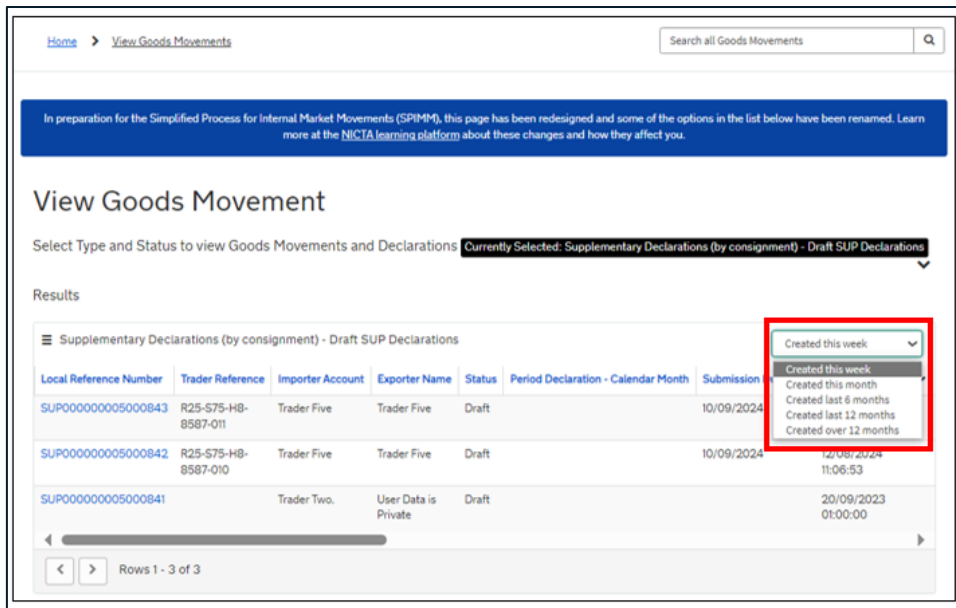 Home > View Goods Movements
Search all Goods Movements
In preparation for the Simplified Process for Internal Market Movements (SPIMM), this page has been redesigned and some of the options in the list below have been renamed. Learn
more at the NICTA learning platform about these changes and how they affect you.
View Goods Movement
Select Type and Status to view Goods Movements and Declarations Currently Selected: Supplementary Declarations (by consignment) - Draft SUP Declarations
Results
Supplementary Declarations (by consignment) - Draft SUP Declarations
Created this week
Created this week
Created this month
Created last 6 months
Created last 12 months
Created over 12 months
Local Reference Number Trader Reference Importer Account Exporter Name Status Period Declaration - Calendar Month Submission
SUP000000005000843 R25-S75-H8- Trader Five Trader Five Draft 10/09/2024
8587-011
SUP000000005000842 R25-S75-H8- Trader Five Trader Five Draft 10/09/2024 12/08/2024
8587-010 11:06:53
SUP000000005000841 Trader Two. User Data is Draft 20/09/2023
Private 01:00:00
< > Rows 1 - 3 of 3